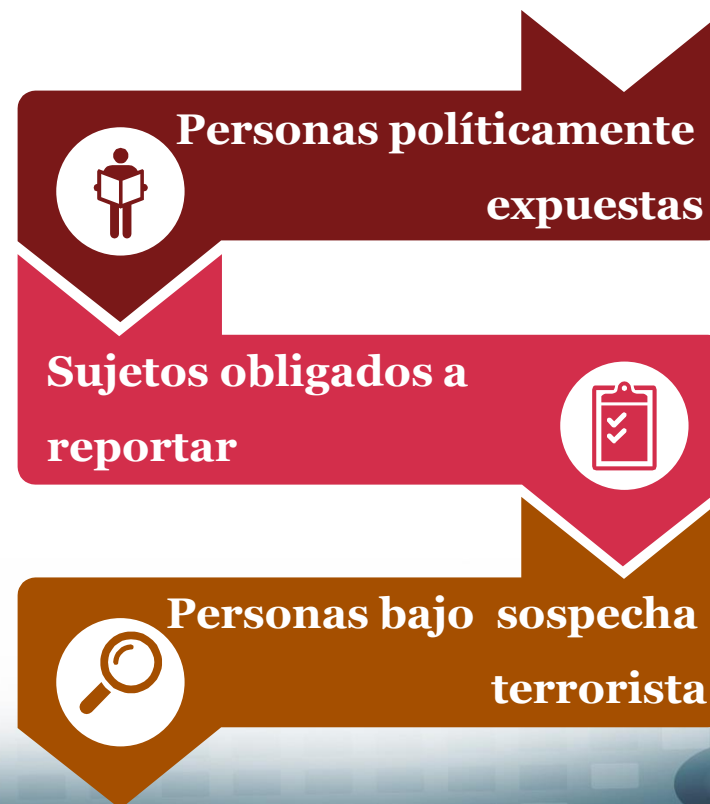 Personas políticamente
expuestas
Sujetos obligados a
reportar
Personas bajo sospecha
terrorista